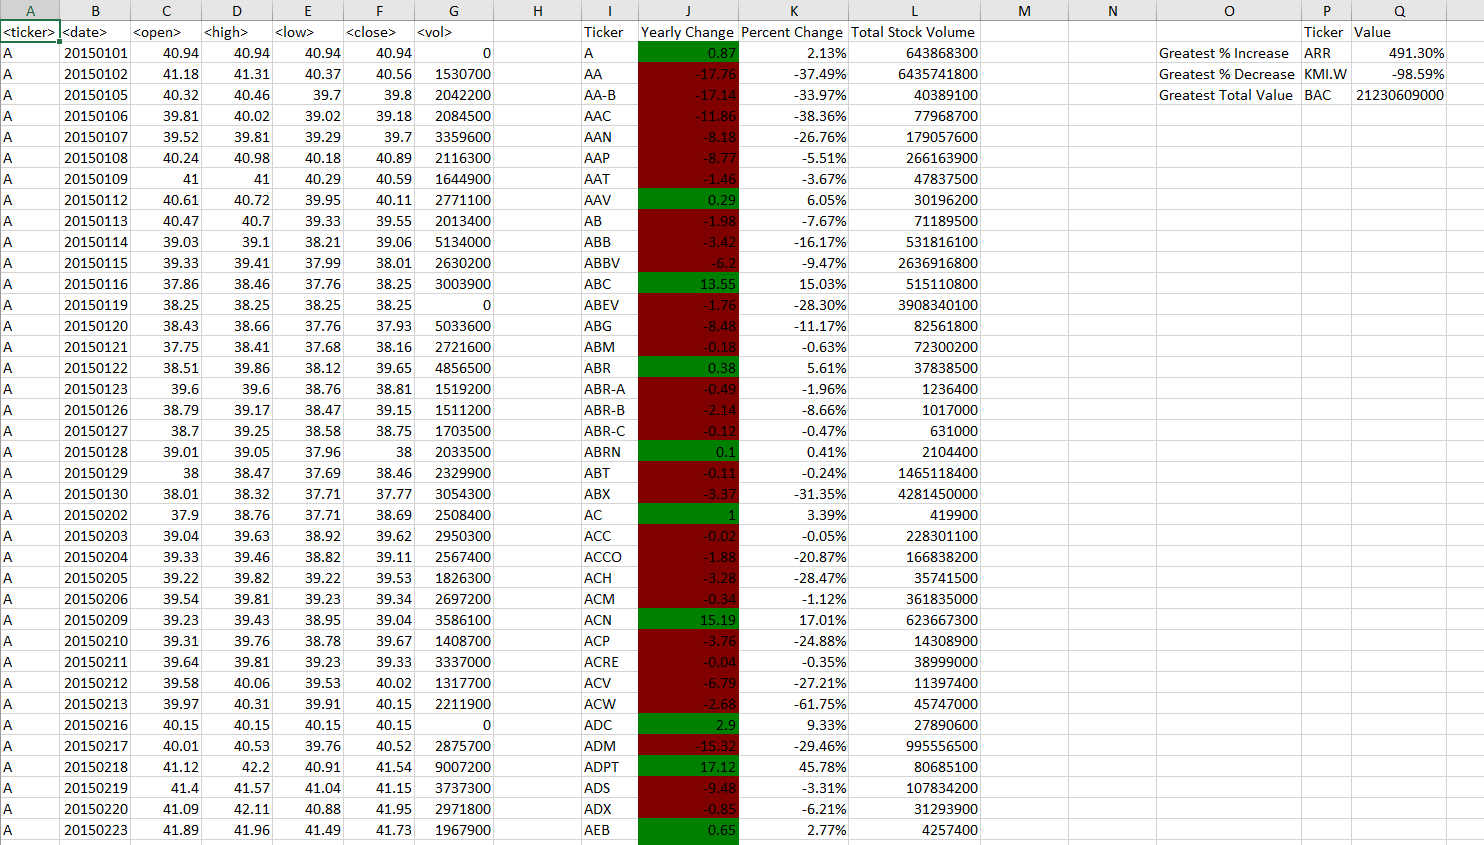 A B C D E F G H I J K L M N O P Q
<ticker> <date> <open> <high> <low> <close> <vol> Ticker Yearly Change Percent Change Total Stock Volume Ticker Value
A 20150101 40.94 40.94 40.94 40.94 0 A 0.87 2.13% 643868300 Greatest % Increase ARR 491.30%
A 20150102 41.18 41.31 40.37 40.56 1530700 AA -17.76 -37.49% 6435741800 Greatest % Decrease KMI.W -98.59%
A 20150105 40.32 40.46 39.7 39.8 2042200 AA-B -17.14 -33.97% 40389100 Greatest Total Value BAC 21230609000
A 20150106 39.81 40.02 39.02 39.18 2084500 AAC -11.86 -38.36% 77968700
A 20150107 39.52 39.81 39.29 39.7 3359600 AAN -8.18 -26.76% 179057600
A 20150108 40.24 40.98 40.18 40.89 2116300 AAP -8.77 -5.51% 266163900
A 20150109 41 41 40.29 40.59 1644900 AAT -1.46 -3.67% 47837500
A 20150112 40.61 40.72 39.95 40.11 2771100 AAV 0.29 6.05% 30196200
A 20150113 40.47 40.7 39.33 39.55 2013400 AB -1.98 -7.67% 71189500
A 20150114 39.03 39.1 38.21 39.06 5134000 ABB -3.42 -16.17% 531816100
A 20150115 39.33 39.41 37.99 38.01 2630200 ABBV -6.2 -9.47% 2636916800
A 20150116 37.86 38.46 37.76 38.25 3003900 ABC 13.55 15.03% 515110800
A 20150119 38.25 38.25 38.25 38.25 0 ABEV -1.76 -28.30% 3908340100
A 20150120 38.43 38.66 37.76 37.93 5033600 ABG -8.48 -11.17% 82561800
A 20150121 37.75 38.41 37.68 38.16 2721600 ABM -0.18 -0.63% 72300200
A 20150122 38.51 39.86 38.12 39.65 4856500 ABR 0.38 5.61% 37838500
A 20150123 39.6 39.6 38.76 38.81 1519200 ABR-A -0.49 -1.96% 1236400
A 20150126 38.79 39.17 38.47 39.15 1511200 ABR-B -2.14 -8.66% 1017000
A 20150127 38.7 39.25 38.58 38.75 1703500 ABR-C -0.12 -0.47% 631000
A 20150128 39.01 39.05 37.96 38 2033500 ABRN 0.1 0.41% 2104400
A 20150129 38 38.47 37.69 38.46 2329900 ABT -0.11 -0.24% 1465118400
A 20150130 38.01 38.32 37.71 37.77 3054300 ABX -3.37 -31.35% 4281450000
A 20150202 37.9 38.76 37.71 38.69 2508400 AC 1 3.39% 419900
A 20150203 39.04 39.63 38.92 39.62 2950300 ACC -0.02 -0.05% 228301100
A 20150204 39.33 39.46 38.82 39.11 2567400 ACCO -1.88 -20.87% 166838200
A 20150205 39.22 39.82 39.22 39.53 1826300 ACH -3.28 -28.47% 35741500
A 20150206 39.54 39.81 39.23 39.34 2697200 ACM -0.34 -1.12% 361835000
A 20150209 39.23 39.43 38.95 39.04 3586100 ACN 15.19 17.01% 623667300
A 20150210 39.31 39.76 38.78 39.67 1408700 ACP -3.76 -24.88% 14308900
A 20150211 39.64 39.81 39.23 39.33 3337000 ACRE -0.04 -0.35% 38999000
A 20150212 39.58 40.06 39.53 40.02 1317700 ACV -6.79 -27.21% 11397400
A 20150213 39.97 40.31 39.91 40.15 2211900 ACW -2.68 -61.75% 45747000
A 20150216 40.15 40.15 40.15 40.15 0 ADC 2.9 9.33% 27890600
A 20150217 40.01 40.53 39.76 40.52 2875700 ADM -15.32 -29.46% 995556500
A 20150218 41.12 42.2 40.91 41.54 9007200 ADPT 17.12 45.78% 80685100
A 20150219 41.4 41.57 41.04 41.15 3737300 ADS -9.48 -3.31% 107834200
A 20150220 41.09 42.11 40.88 41.95 2971800 ADX -0.85 -6.21% 31293900
A 20150223 41.89 41.96 41.49 41.73 1967900 AEB 0.65 2.77% 4257400